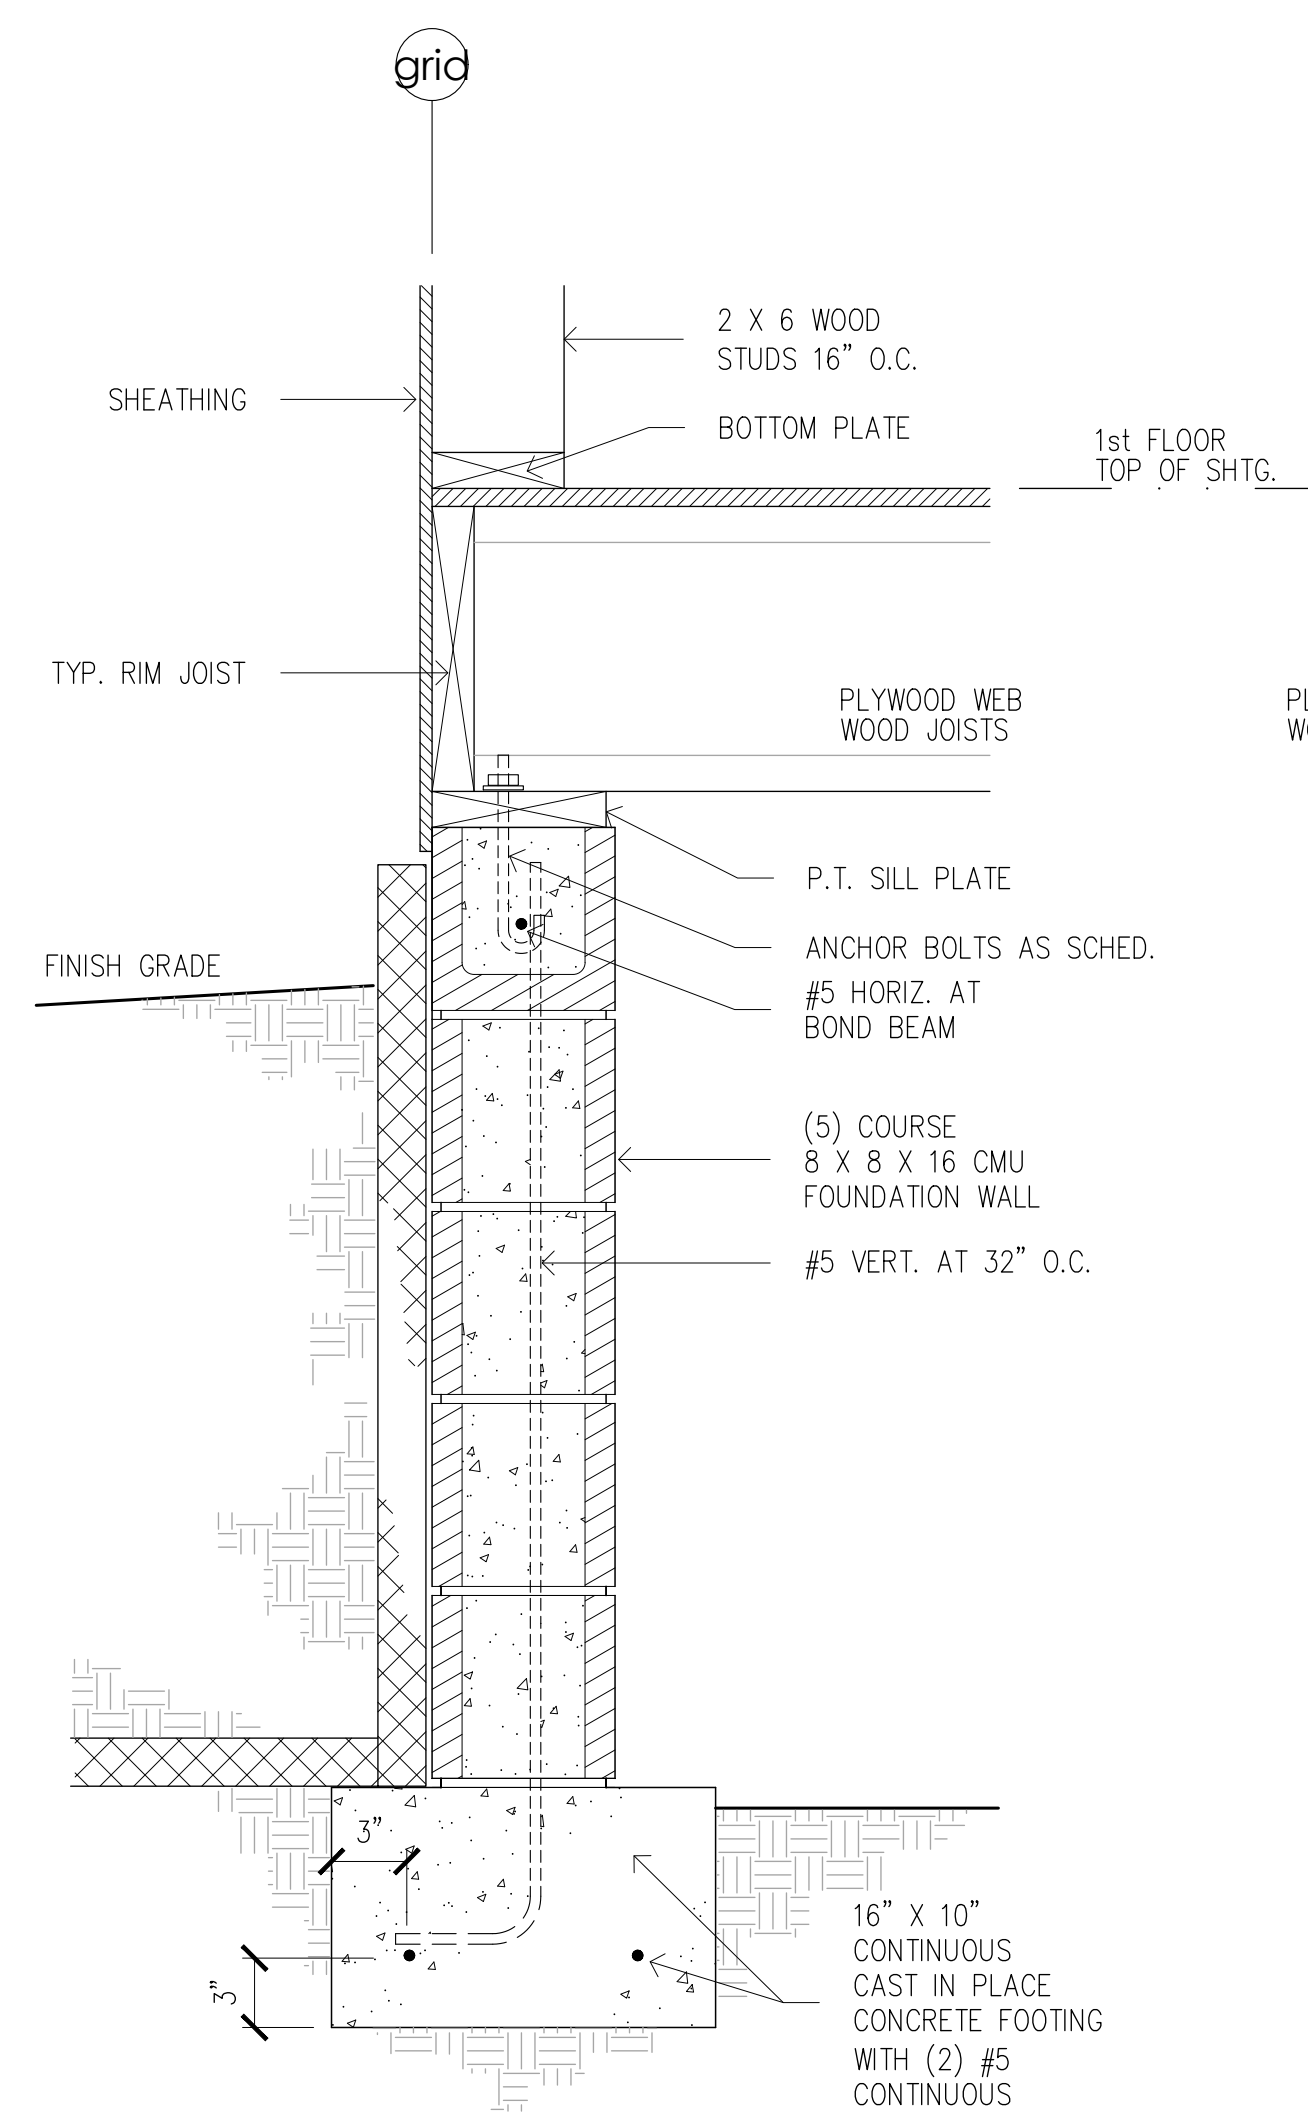 grid
2 X 6 WOOD
STUDS 16" O.C.
SHEATHING
BOTTOM PLATE
1st FLOOR
TOP OF SHTG.
TYP. RIM JOIST
PLYWOOD WEB
WOOD JOISTS
PL
WO
P.T. SILL PLATE
ANCHOR BOLTS AS SCHED.
FINISH GRADE
#5 HORIZ. AT
BOND BEAM
(5) COURSE
8 X 8 X 16 CMU
FOUNDATION WALL
#5 VERT. AT 32" O.C.
3"
3"
16" X 10"
CONTINUOUS
CAST IN PLACE
CONCRETE FOOTING
WITH (2) #5
CONTINUOUS